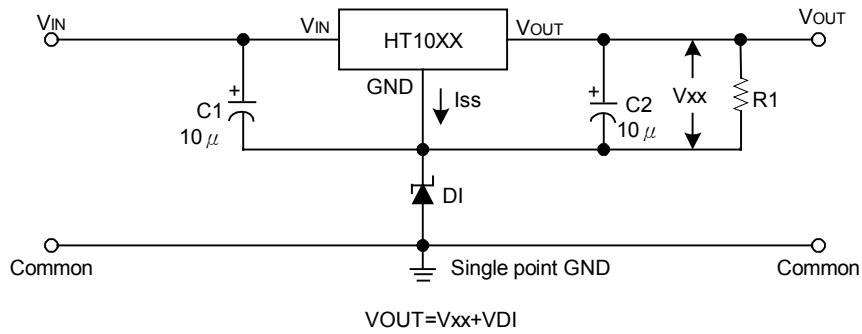 VIN
VIN
HT10XX
VOUT
VOUT
GND
Iss
C1
10 μ
C2
10 μ
Vxx
R1
DI
Common
Single point GND
Common
VOUT=Vxx+VDI